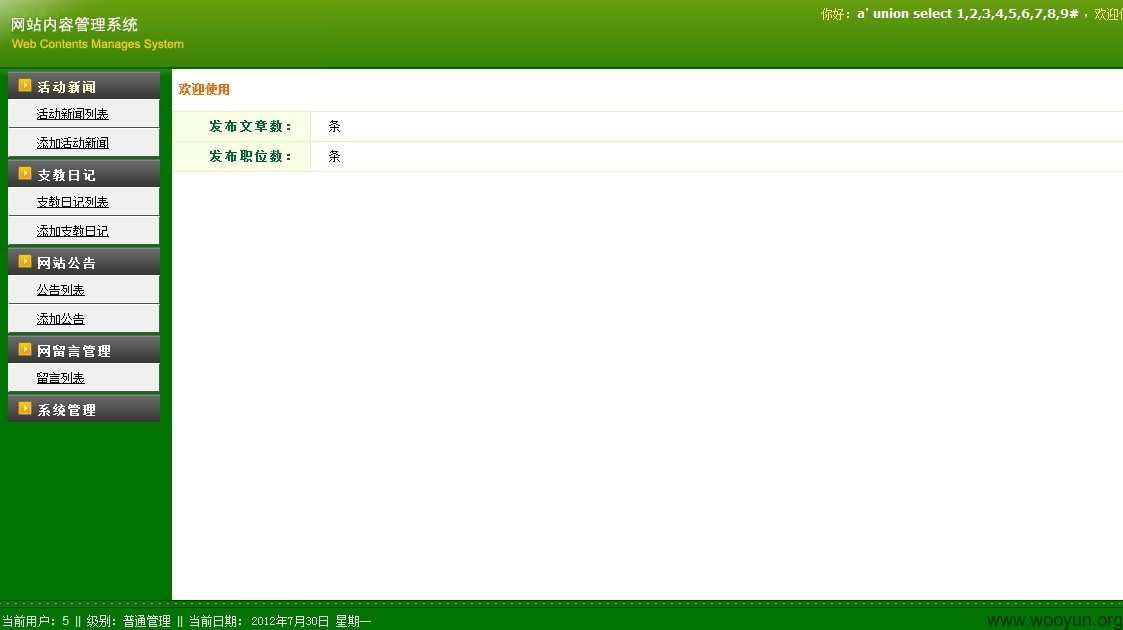 网站内容管理系统
Web Contents Manages System
你好：a' union select 1,2,3,4,5,6,7,8,9#，欢迎
活动新闻
活动新闻列表
添加活动新闻
支教日记
支教日记列表
添加支教日记
网站公告
公告列表
添加公告
网留言管理
留言列表
系统管理
欢迎使用
发布文章数： 条
发布职位数： 条
当前用户：5 || 级别：普通管理 || 当前日期： 2012年7月30日 星期一
www.wooyun.org